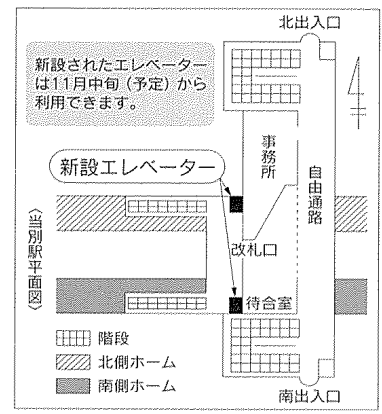 北出入口
新設されたエレベーター
は11月中旬（予定）から
利用できます。
新設エレベーター
事務所
自由通路
改札口
待合室
〈当別駅平面図〉
階段
北側ホーム
南側ホーム
南出入口